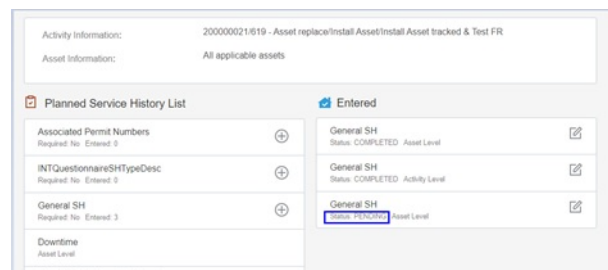 Activity Information:
200000021/619 - Asset replace/Install Asset/Install Asset tracked & Test FR
Asset Information:
All applicable assets
Planned Service History List
Associated Permit Numbers
Required: No Entered: 0
INTQuestionnaireSHTypeDesc
Required: No Entered: 0
General SH
Required: No Entered: 3
Downtime
Asset Level
Entered
General SH
Status: COMPLETED Asset Level
General SH
Status: COMPLETED Activity Level
General SH
Status: PENDING Asset Level